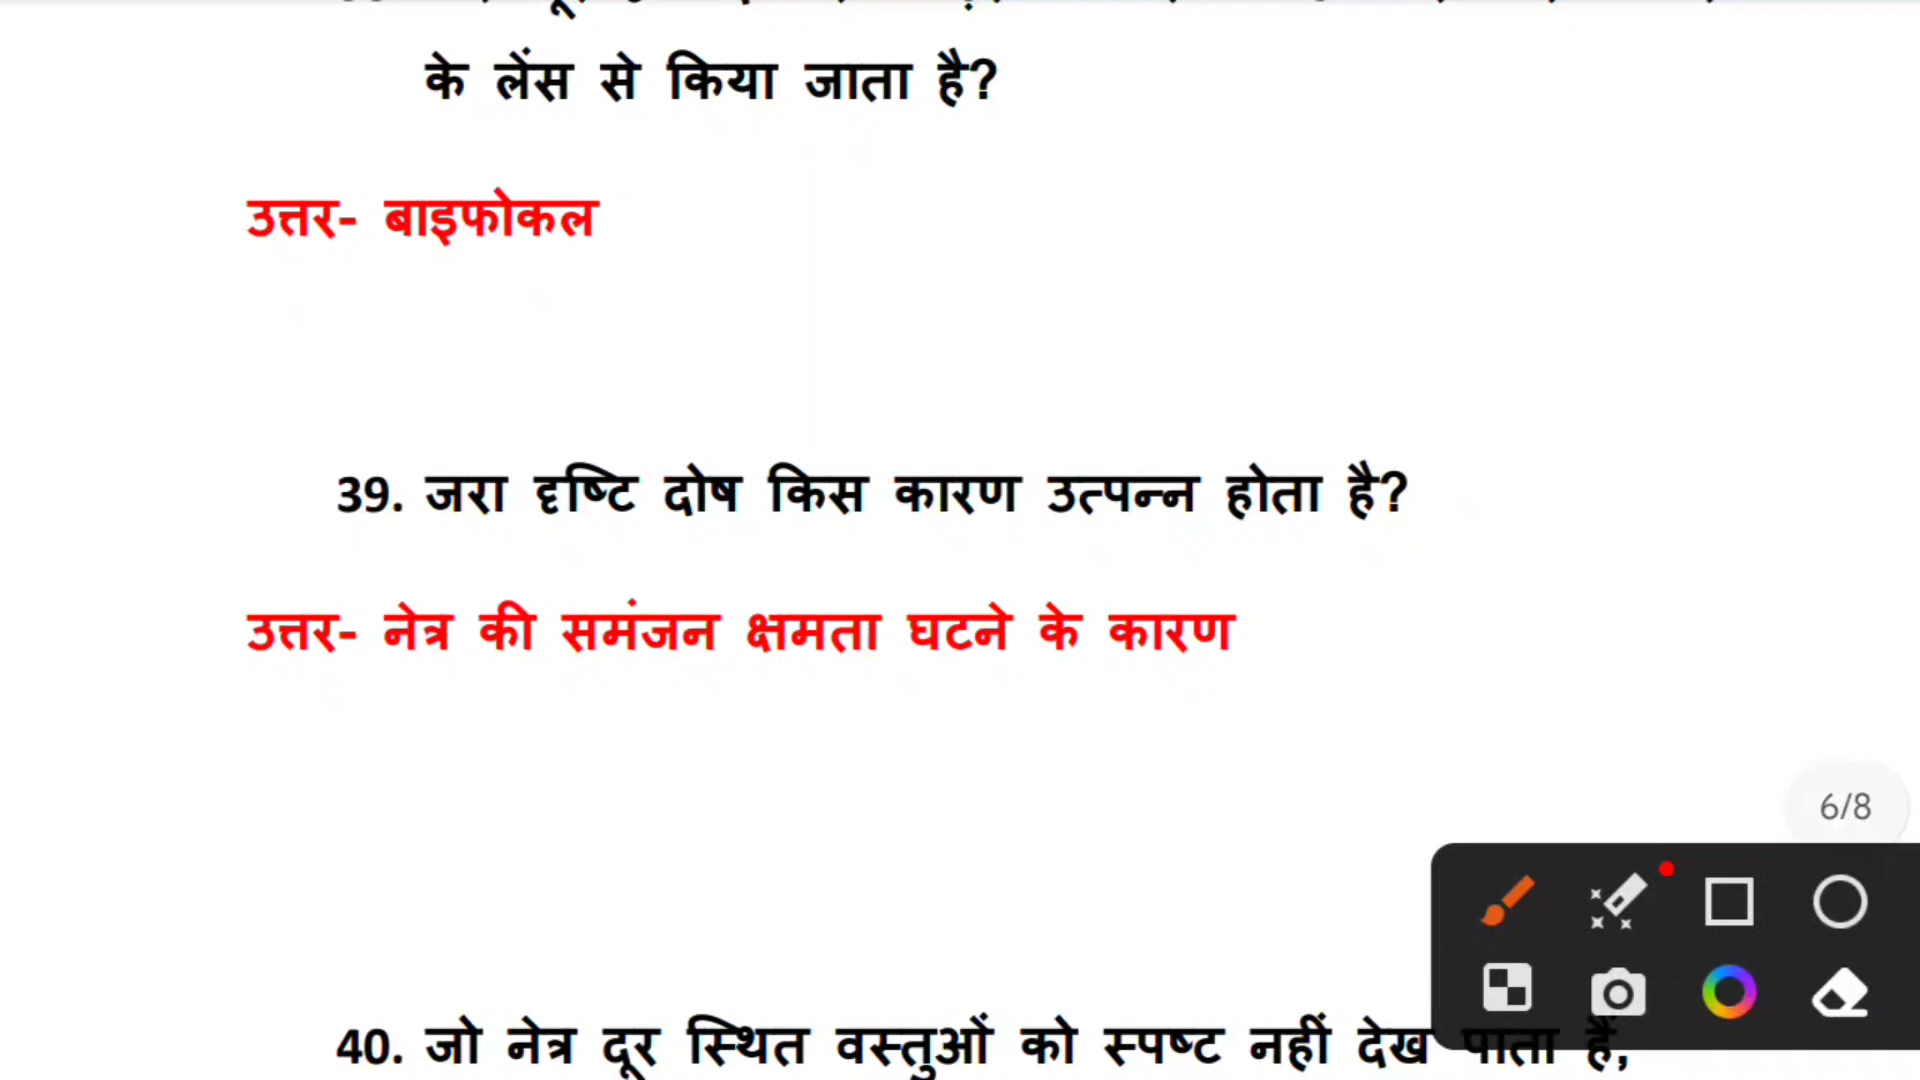 के लेंस से किया जाता है?
उत्तर- बाइफोकल
39. जरा दृष्टि दोष किस कारण उत्पन्न होता है?
उत्तर- नेत्र की समंजन क्षमता घटने के कारण
6/8
40. जो नेत्र दूर स्थित वस्तुओं को स्पष्ट नहीं देख पाता है,